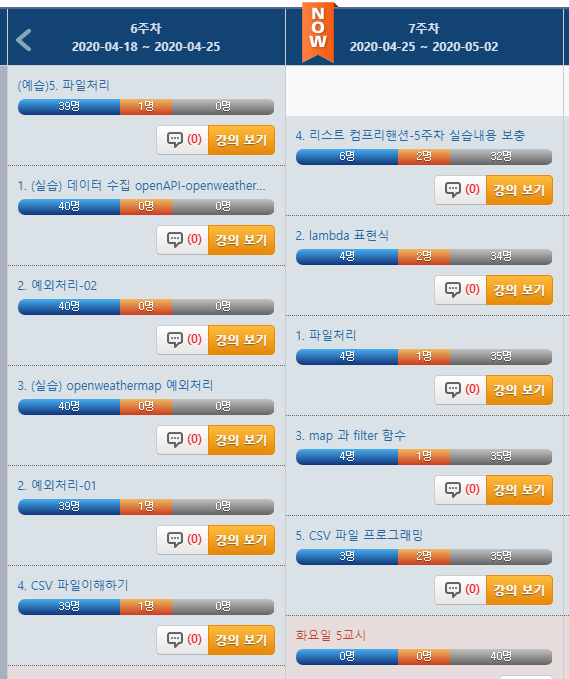 6주차
2020-04-18 ~ 2020-04-25
(예습)5. 파일처리
39명 1명 0명
(0) 강의 보기
1. (실습) 데이터 수집 openAPI-openweather...
40명 0명 0명
(0) 강의 보기
2. 예외처리-02
40명 0명 0명
(0) 강의 보기
3. (실습) openweathermap 예외처리
40명 0명 0명
(0) 강의 보기
2. 예외처리-01
39명 1명 0명
(0) 강의 보기
4. CSV 파일이해하기
39명 1명 0명
(0) 강의 보기
NOW
7주차
2020-04-25 ~ 2020-05-02
4. 리스트 컴프리핸션-5주차 실습내용 보충
6명 2명 32명
(0) 강의 보기
2. lambda 표현식
4명 2명 34명
(0) 강의 보기
1. 파일처리
4명 1명 35명
(0) 강의 보기
3. map 과 filter 함수
4명 1명 35명
(0) 강의 보기
5. CSV 파일 프로그래밍
3명 2명 35명
(0) 강의 보기
화요일 5교시
0명 0명 40명